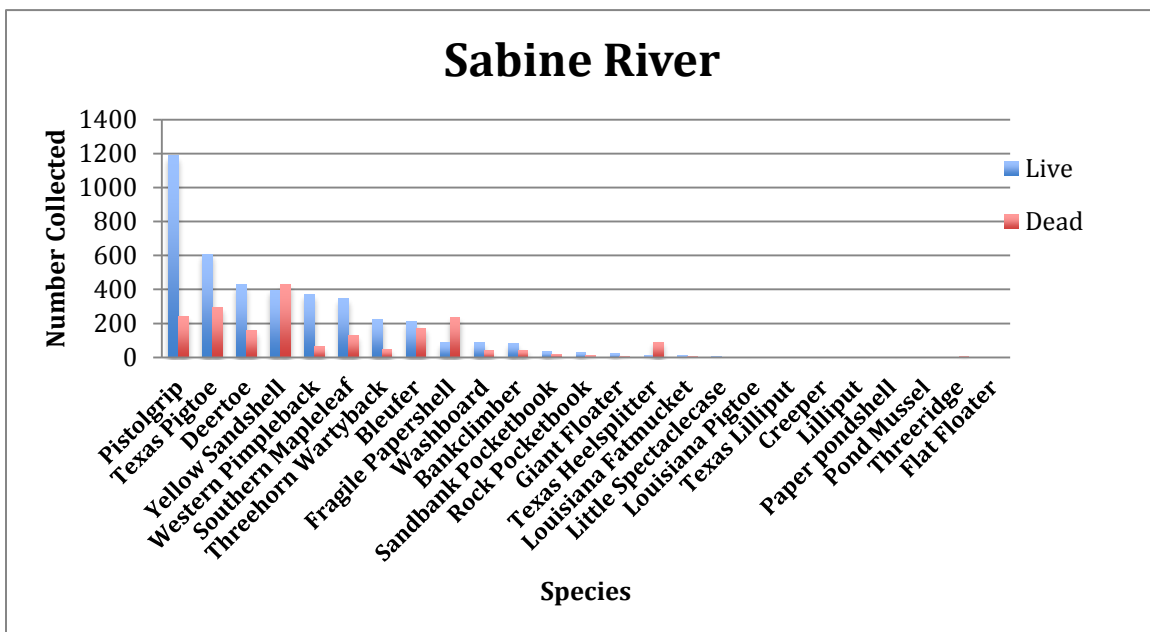 Sabine River
Number Collected
1400
1200
1000
800
600
400
200
0
Live
Dead
Pistolgrip
Texas Pigtoe
Deertoe
Yellow Sandshell
Western Pimpleback
Southern Mapleleaf
Threehorn Wartyback
Bleufer
Fragile Papershell
Washboard
Bankclimber
Sandbank Pocketbook
Rock Pocketbook
Giant Floater
Texas Heelsplitter
Louisiana Fatmucket
Little Spectaclecase
Louisiana Pigtoe
Texas Lilliput
Creeper
Lilliput
Paper pondshell
Pond Mussel
Threeridge
Flat Floater
Species